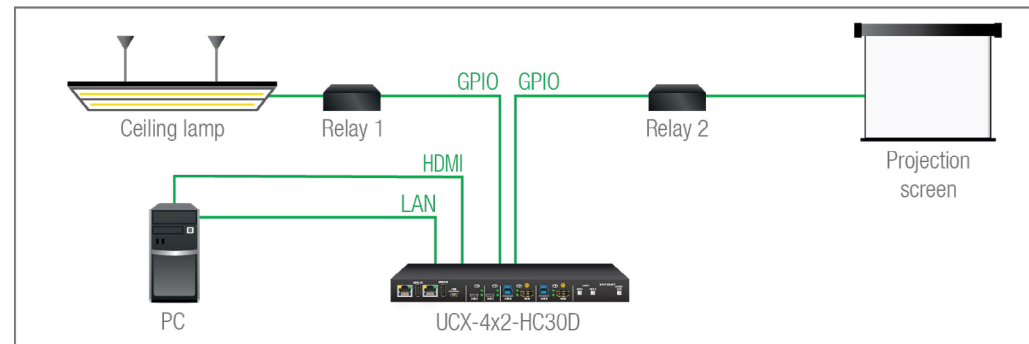 GPIO GPIO
Ceiling lamp
Relay 1
Relay 2
Projection
screen
HDMI
LAN
PC
UCX-4x2-HC30D